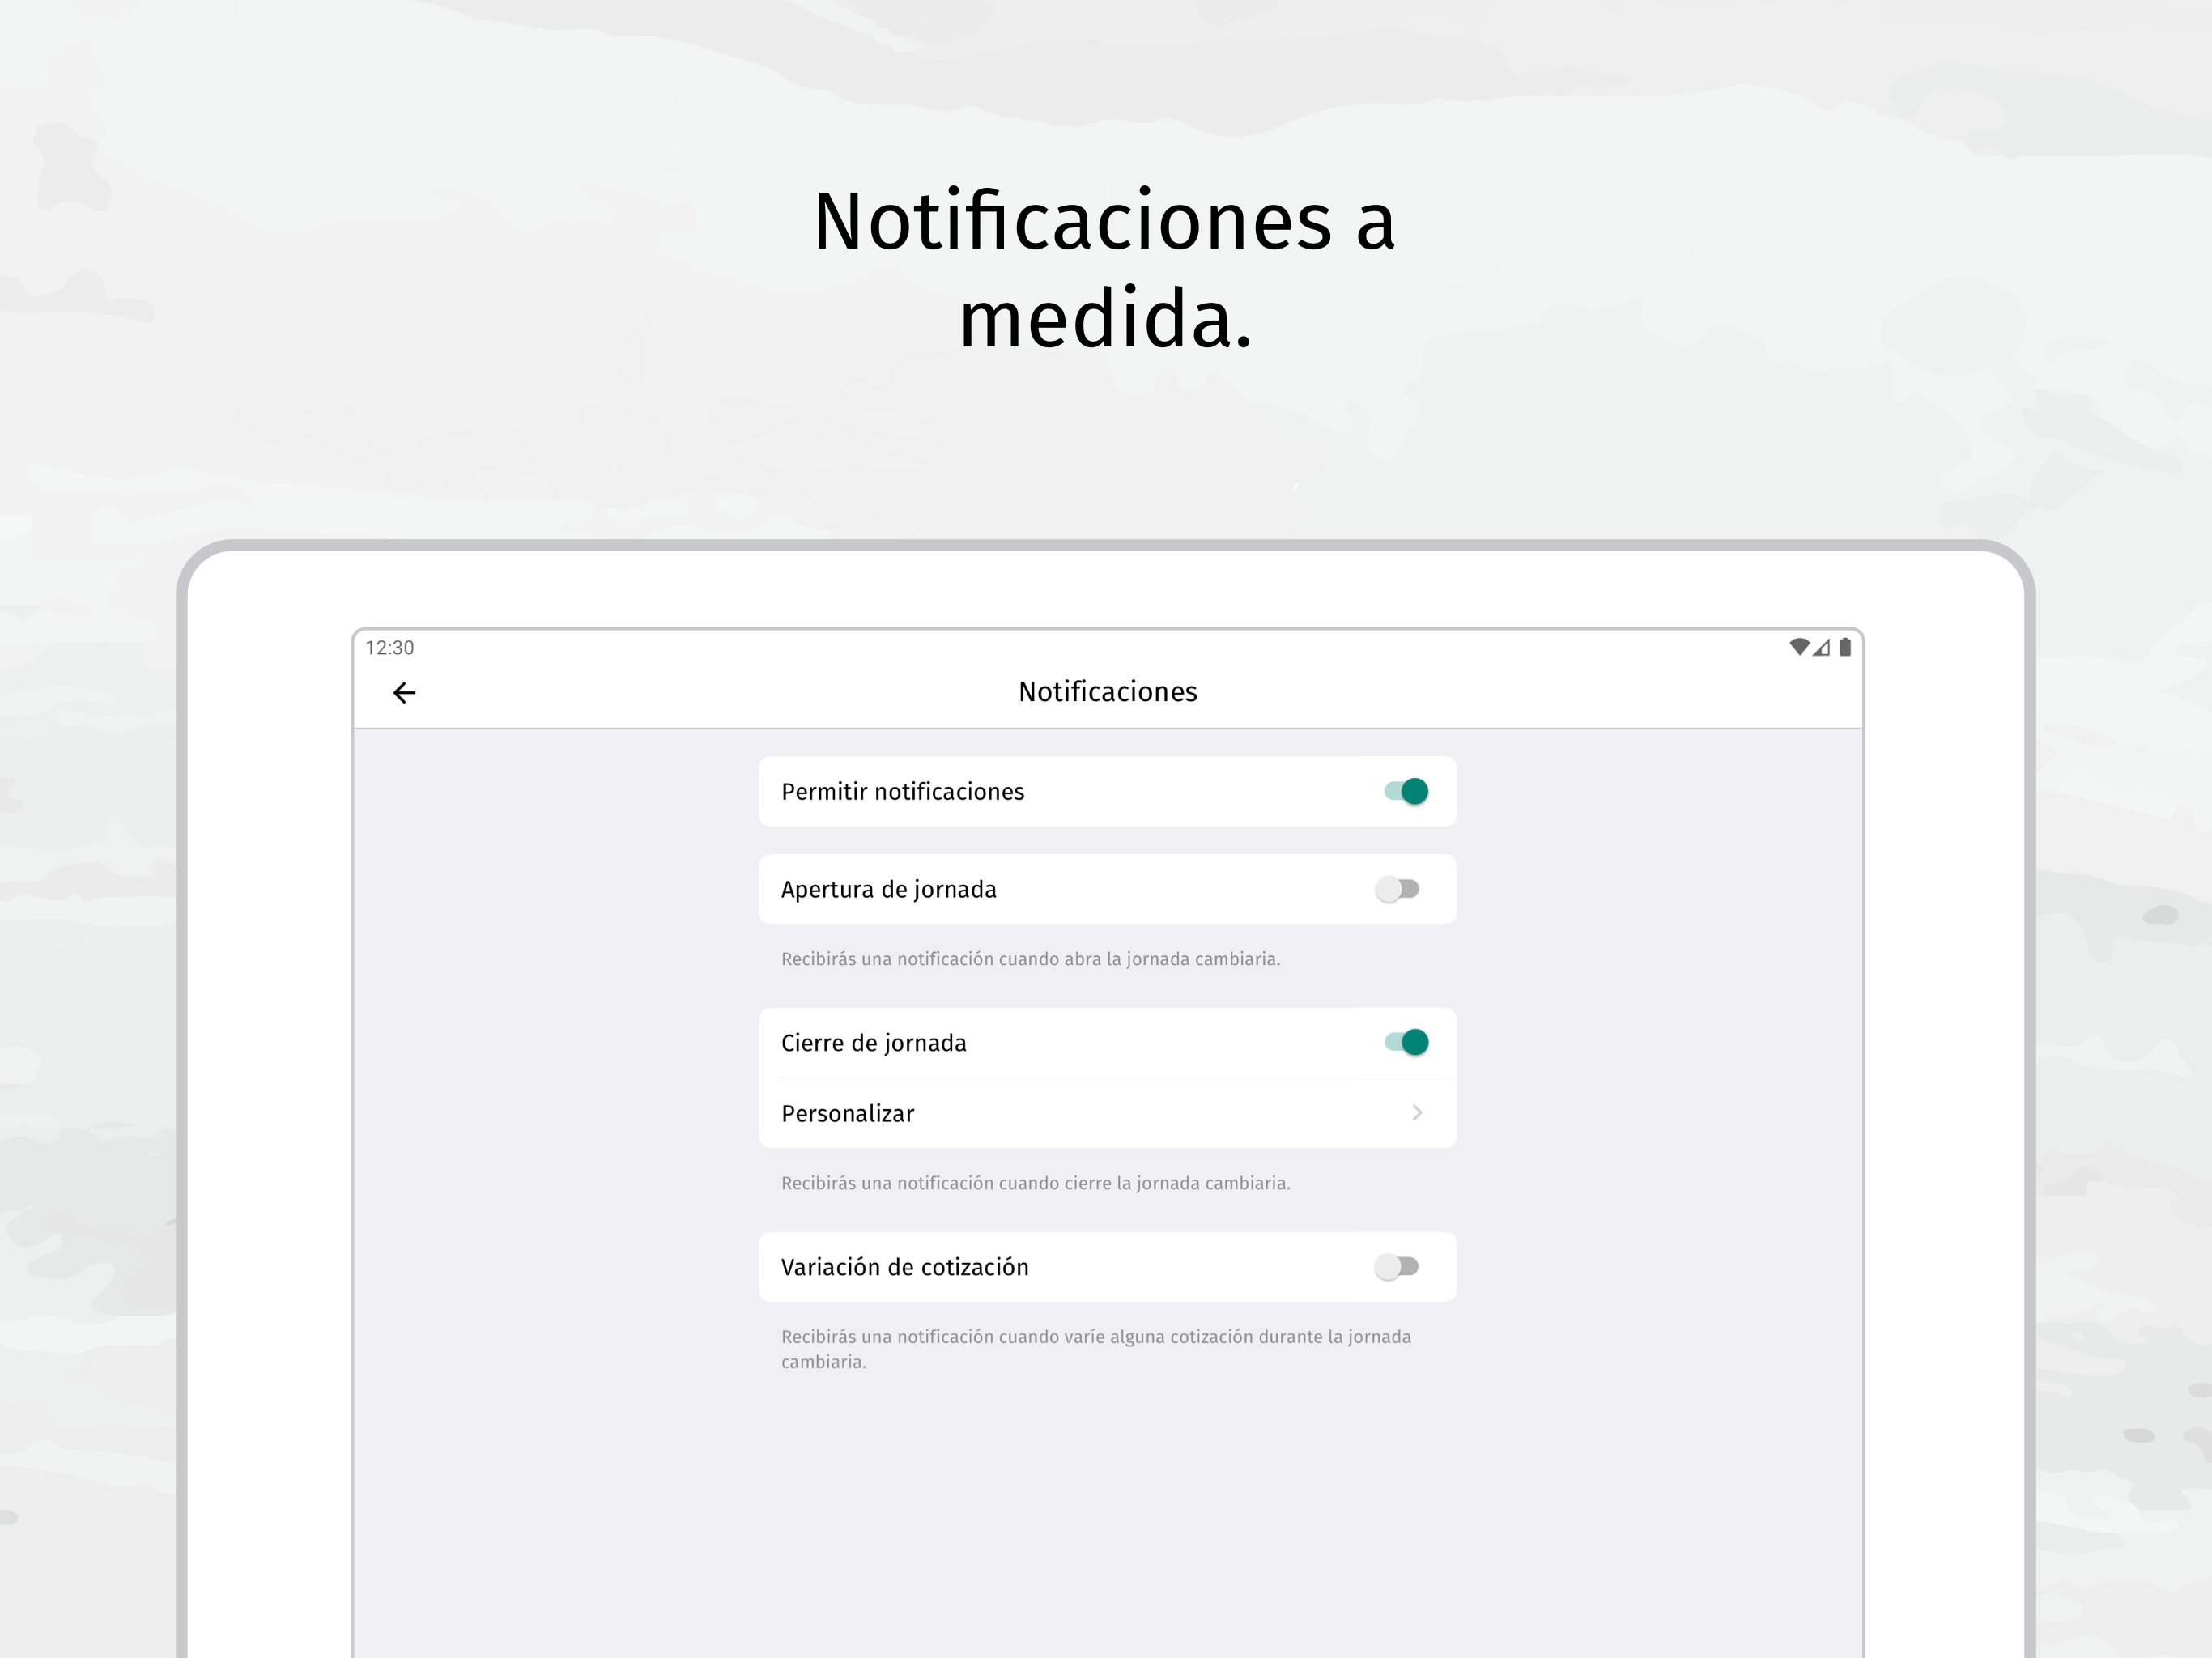 Notificaciones a
medida.
12:30
Notificaciones
Permitir notificaciones
Apertura de jornada
Recibirás una notificación cuando abra la jornada cambiaria.
Cierre de jornada
Personalizar
Recibirás una notificación cuando cierre la jornada cambiaria.
Variación de cotización
Recibirás una notificación cuando varíe alguna cotización durante la jornada
cambiaria.